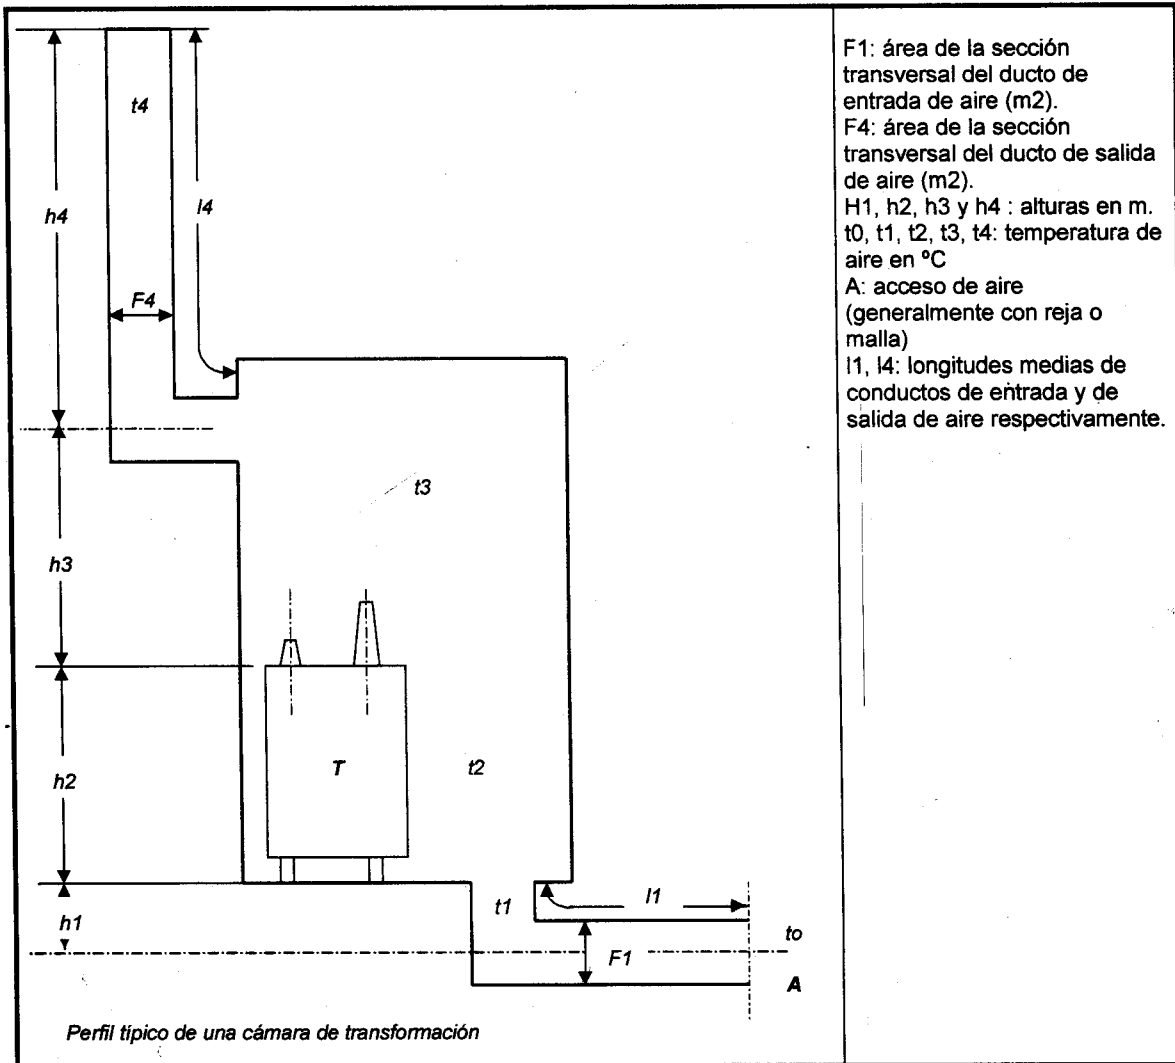 t4
h4
l4
F4
t3
h3
T
t2
h2
t1
l1
h1
to
F1
A
Perfil típico de una cámara de transformación
F1: área de la sección
transversal del ducto de
entrada de aire (m2).
F4: área de la sección
transversal del ducto de salida
de aire (m2).
H1, h2, h3 y h4 : alturas en m.
t0, t1, t2, t3, t4: temperatura de
aire en ºC
A: acceso de aire
(generalmente con reja o
malla)
l1, l4: longitudes medias de
conductos de entrada y de
salida de aire respectivamente.